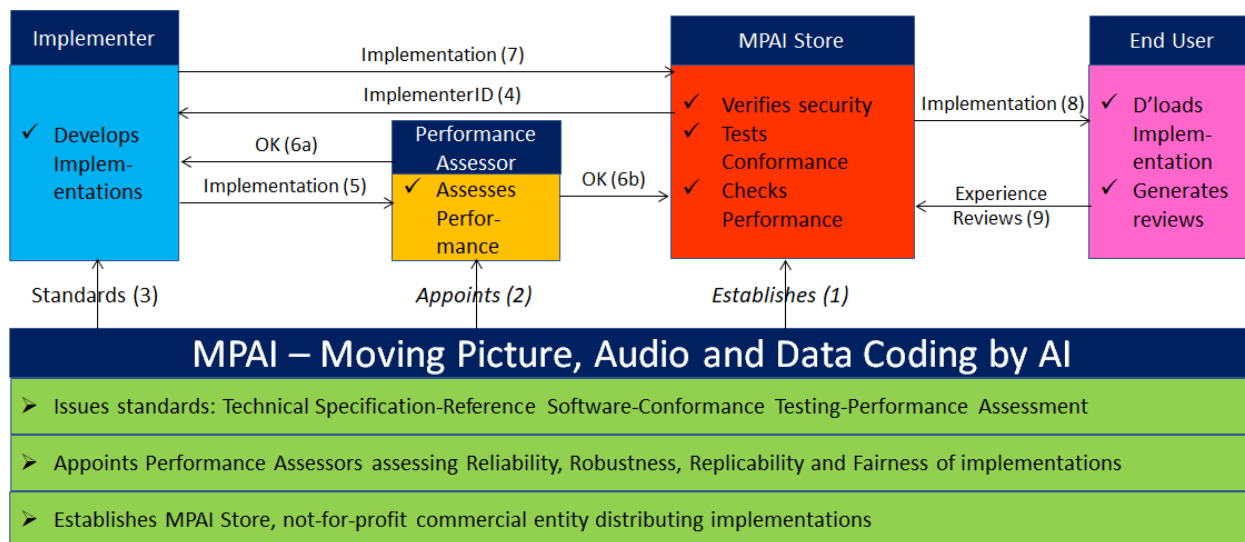 Implementer
✓ Develops
Implem-
entations
Implementation (7)
ImplementerID (4)
OK (6a)
Implementation (5)
Performance
Assessor
✓ Assesses
Perfor-
mance
OK (6b)
MPAI Store
✓ Verifies security
✓ Tests
Conformance
✓ Checks
Performance
Implementation (8)
Experience
Reviews (9)
End User
✓ D'loads
Implem-
entation
✓ Generates
reviews
Standards (3)
Appoints (2)
Establishes (1)
MPAI – Moving Picture, Audio and Data Coding by AI
➢ Issues standards: Technical Specification-Reference Software-Conformance Testing-Performance Assessment
➢ Appoints Performance Assessors assessing Reliability, Robustness, Replicability and Fairness of implementations
➢ Establishes MPAI Store, not-for-profit commercial entity distributing implementations